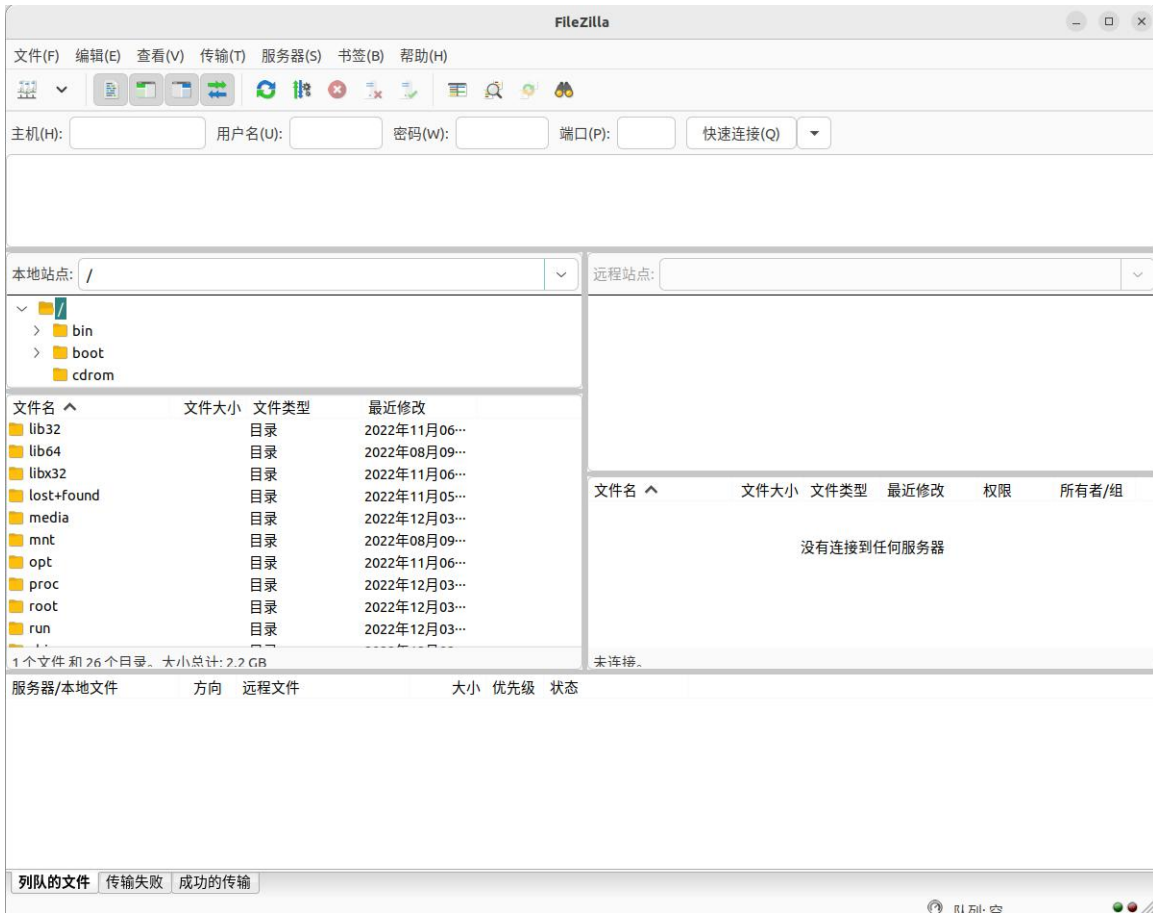 FileZilla
文件(F) 编辑(E) 查看(V) 传输(T) 服务器(S) 书签(B) 帮助(H)
主机(H): 用户名(U): 密码(W): 端口(P): 快速连接(Q)
本地站点: /
远程站点:
/
bin
boot
cdrom
文件名 文件大小 文件类型 最近修改
lib32 目录 2022年11月06…
lib64 目录 2022年08月09…
libx32 目录 2022年11月06…
lost+found 目录 2022年11月05…
media 目录 2022年12月03…
mnt 目录 2022年08月09…
opt 目录 2022年11月06…
proc 目录 2022年12月03…
root 目录 2022年12月03…
run 目录 2022年12月03…
1个文件 和 26个目录。大小总计: 2.2 GB
文件名 文件大小 文件类型 最近修改 权限 所有者/组
没有连接到任何服务器
未连接。
服务器/本地文件 方向 远程文件 大小 优先级 状态
列队的文件 传输失败 成功的传输
队列: 空